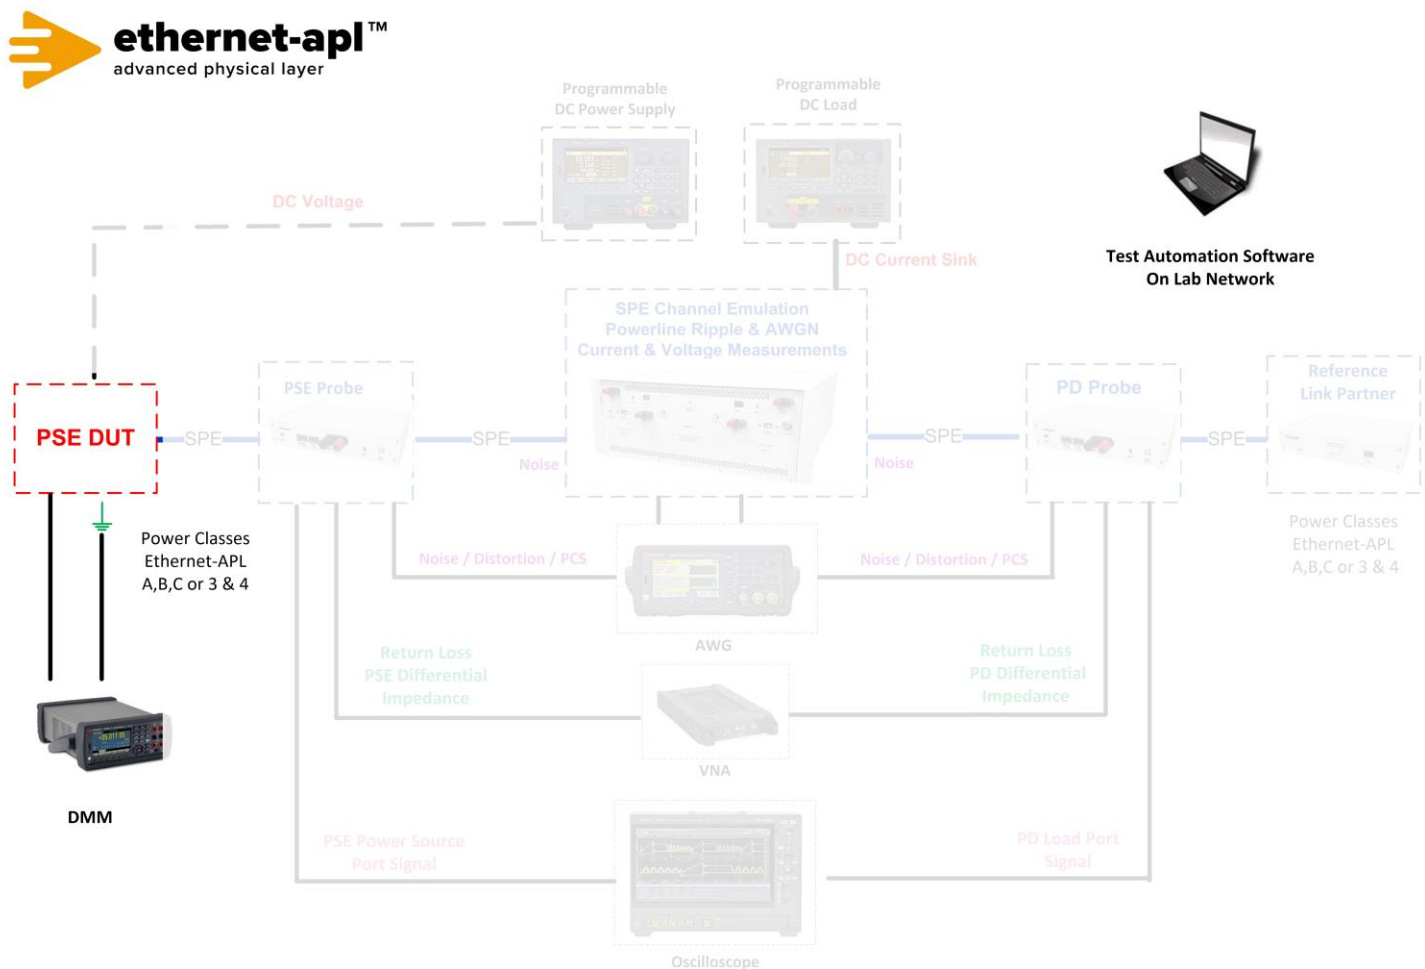 ethernet-apl™
advanced physical layer
Programmable
DC Power Supply
Programmable
DC Load
DC Voltage
DC Current Sink
Test Automation Software
On Lab Network
SPE Channel Emulation
Powerline Ripple & AWGN
Current & Voltage Measurements
PSE Probe
PD Probe
Reference
Link Partner
PSE DUT
SPE
SPE
SPE
SPE
Noise
Noise
Power Classes
Ethernet-APL
A,B,C or 3 & 4
Power Classes
Ethernet-APL
A,B,C or 3 & 4
Noise / Distortion / PCS
Noise / Distortion / PCS
AWG
Return Loss
PSE Differential
Impedance
Return Loss
PD Differential
Impedance
VNA
DMM
PSE Power Source
Port Signal
PD Load Port
Signal
Oscilloscope